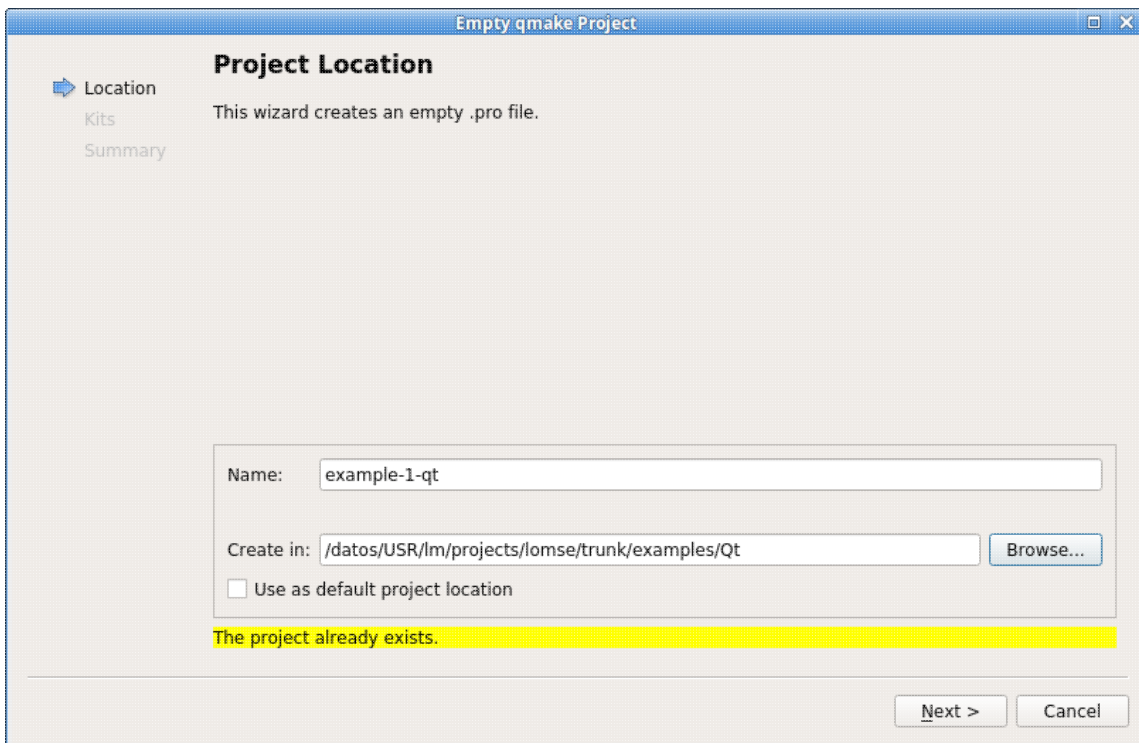 Empty qmake Project
Project Location
Location
This wizard creates an empty .pro file.
Kits
Summary
Name: example-1-qt
Create in: /datos/USR/lm/projects/lomse/trunk/examples/Qt Browse...
Use as default project location
The project already exists.
Next > Cancel